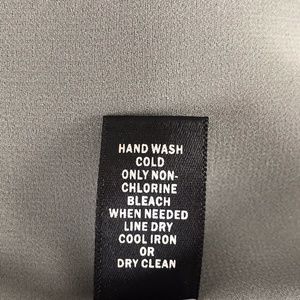 HAND WASH
COLD
ONLY NON-
CHLORINE
BLEACH
WHEN NEEDED
LINE DRY
COOL IRON
OR
DRY CLEAN